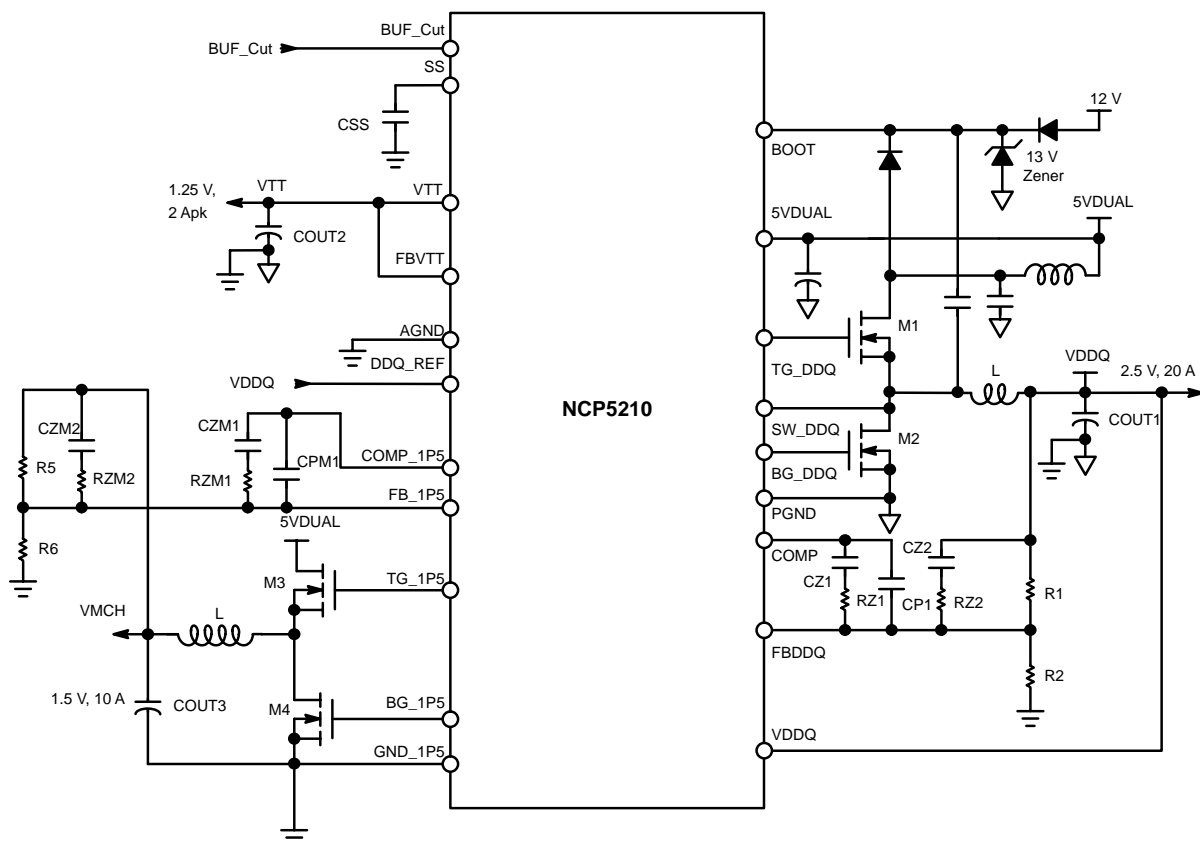 BUF_Cut
BUF_Cut
SS
CSS
1.25 V,
2 Apk
VTT
VTT
COUT2
FBVTT
AGND
DDQ_REF
VDDQ
CZM2
CZM1
CPM1
COMP_1P5
R5
RZM2
RZM1
FB_1P5
5VDUAL
R6
M3
TG_1P5
VMCH
L
1.5 V, 10 A
COUT3
M4
BG_1P5
GND_1P5
NCP5210
12 V
BOOT
13 V
Zener
5VDUAL
5VDUAL
M1
TG_DDQ
VDDQ
L
2.5 V, 20 A
SW_DDQ
M2
COUT1
BG_DDQ
PGND
COMP
CZ2
CZ1
RZ1
CP1
RZ2
R1
FBDDQ
R2
VDDQ